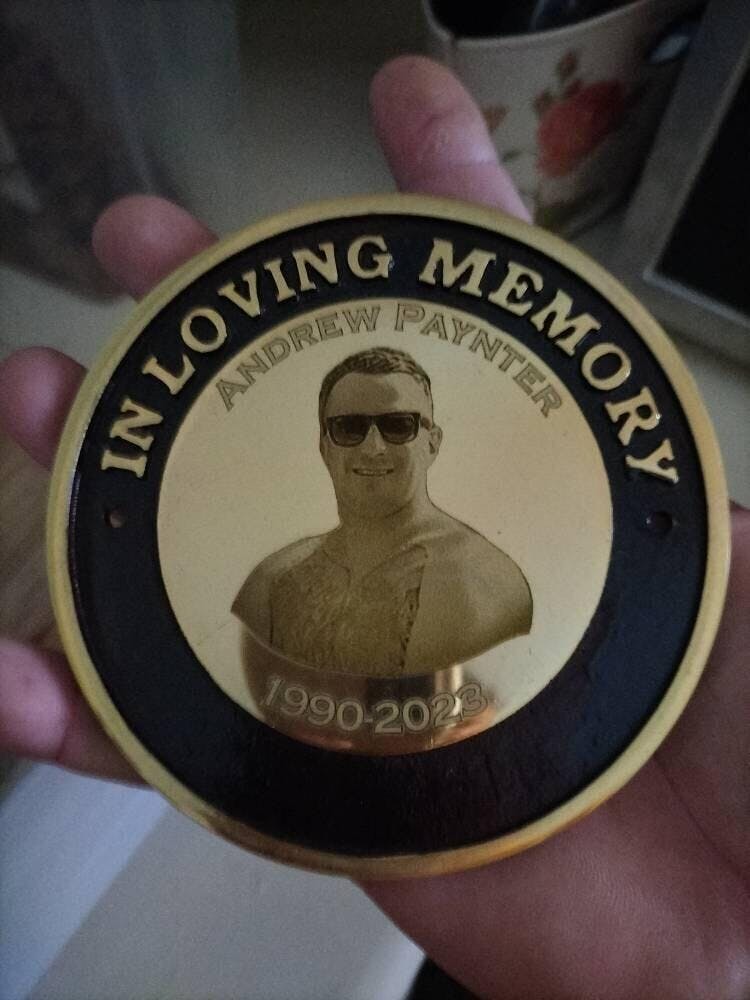 IN LOVING MEMORY
ANDREW PAYNTER
1990-2023